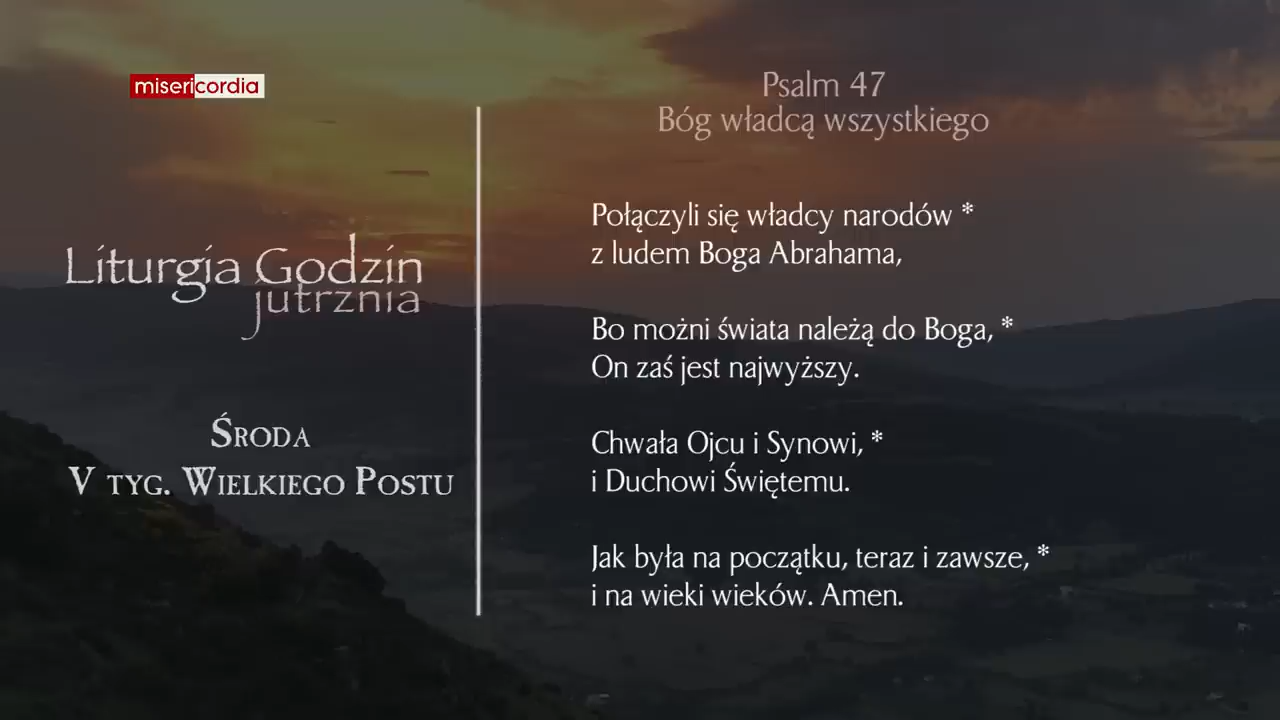 misericordia
Liturgia Godzin
jutrznia
Środa
V tyg. Wielkiego Postu
Psalm 47
Bóg władcą wszystkiego
Połączyli się władcy narodów *
z ludem Boga Abrahama,
Bo możni świata należą do Boga, *
On zaś jest najwyższy.
Chwała Ojcu i Synowi, *
i Duchowi Świętemu.
Jak była na początku, teraz i zawsze, *
i na wieki wieków. Amen.